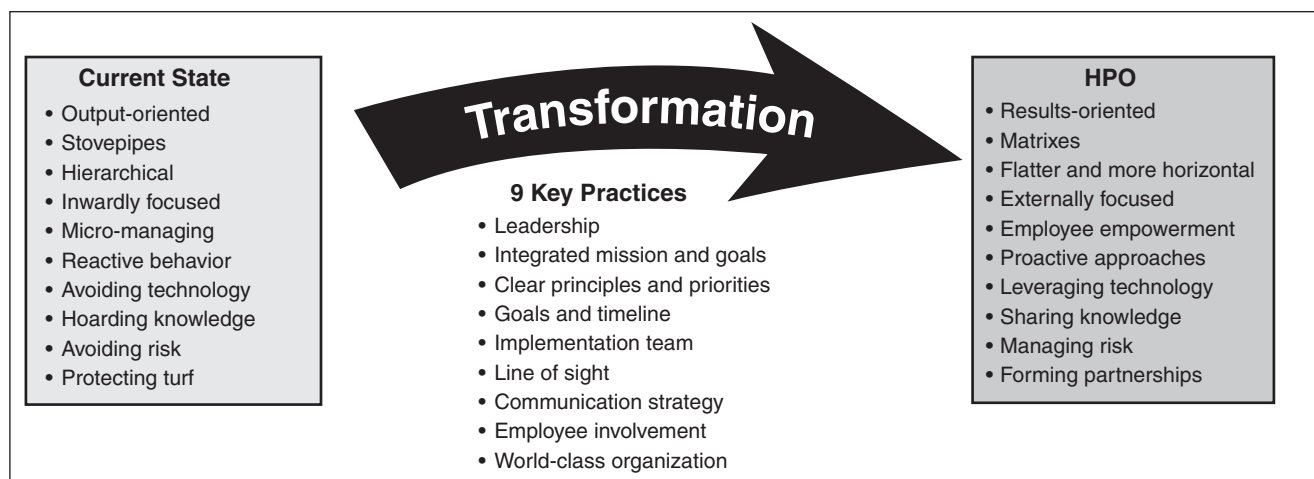 Current State
• Output-oriented
• Stovepipes
• Hierarchical
• Inwardly focused
• Micro-managing
• Reactive behavior
• Avoiding technology
• Hoarding knowledge
• Avoiding risk
• Protecting turf
Transformation
9 Key Practices
• Leadership
• Integrated mission and goals
• Clear principles and priorities
• Goals and timeline
• Implementation team
• Line of sight
• Communication strategy
• Employee involvement
• World-class organization
HPO
• Results-oriented
• Matrixes
• Flatter and more horizontal
• Externally focused
• Employee empowerment
• Proactive approaches
• Leveraging technology
• Sharing knowledge
• Managing risk
• Forming partnerships